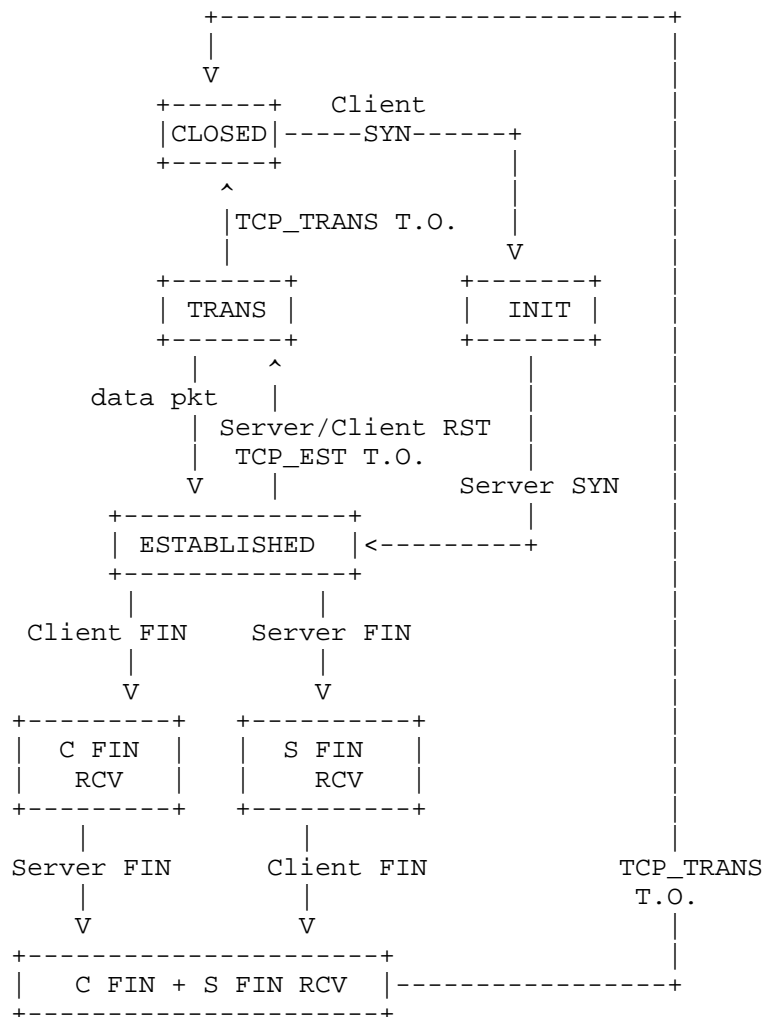 Client
CLOSED SYN
TCP_TRANS T.O.
TRANS INIT
data pkt
Server/Client RST
TCP_EST T.O.
Server SYN
ESTABLISHED
Client FIN Server FIN
C FIN S FIN
RCV RCV
Server FIN Client FIN TCP_TRANS
T.O.
C FIN + S FIN RCV